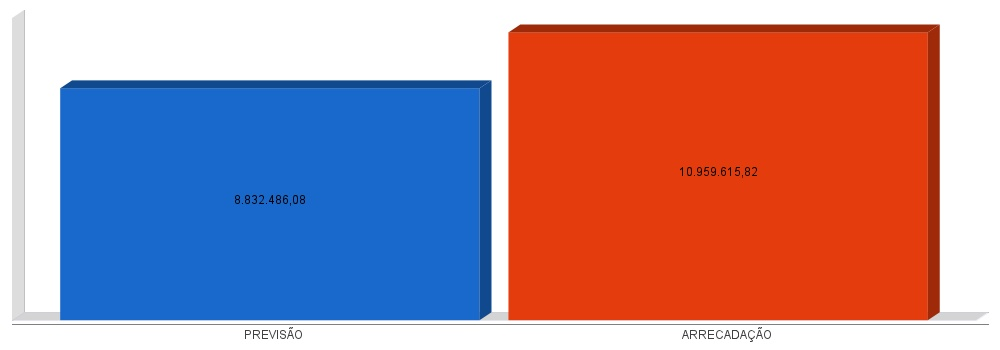 10.959.615,82
8.832.486,08
PREVISÃO
ARRECADAÇÃO